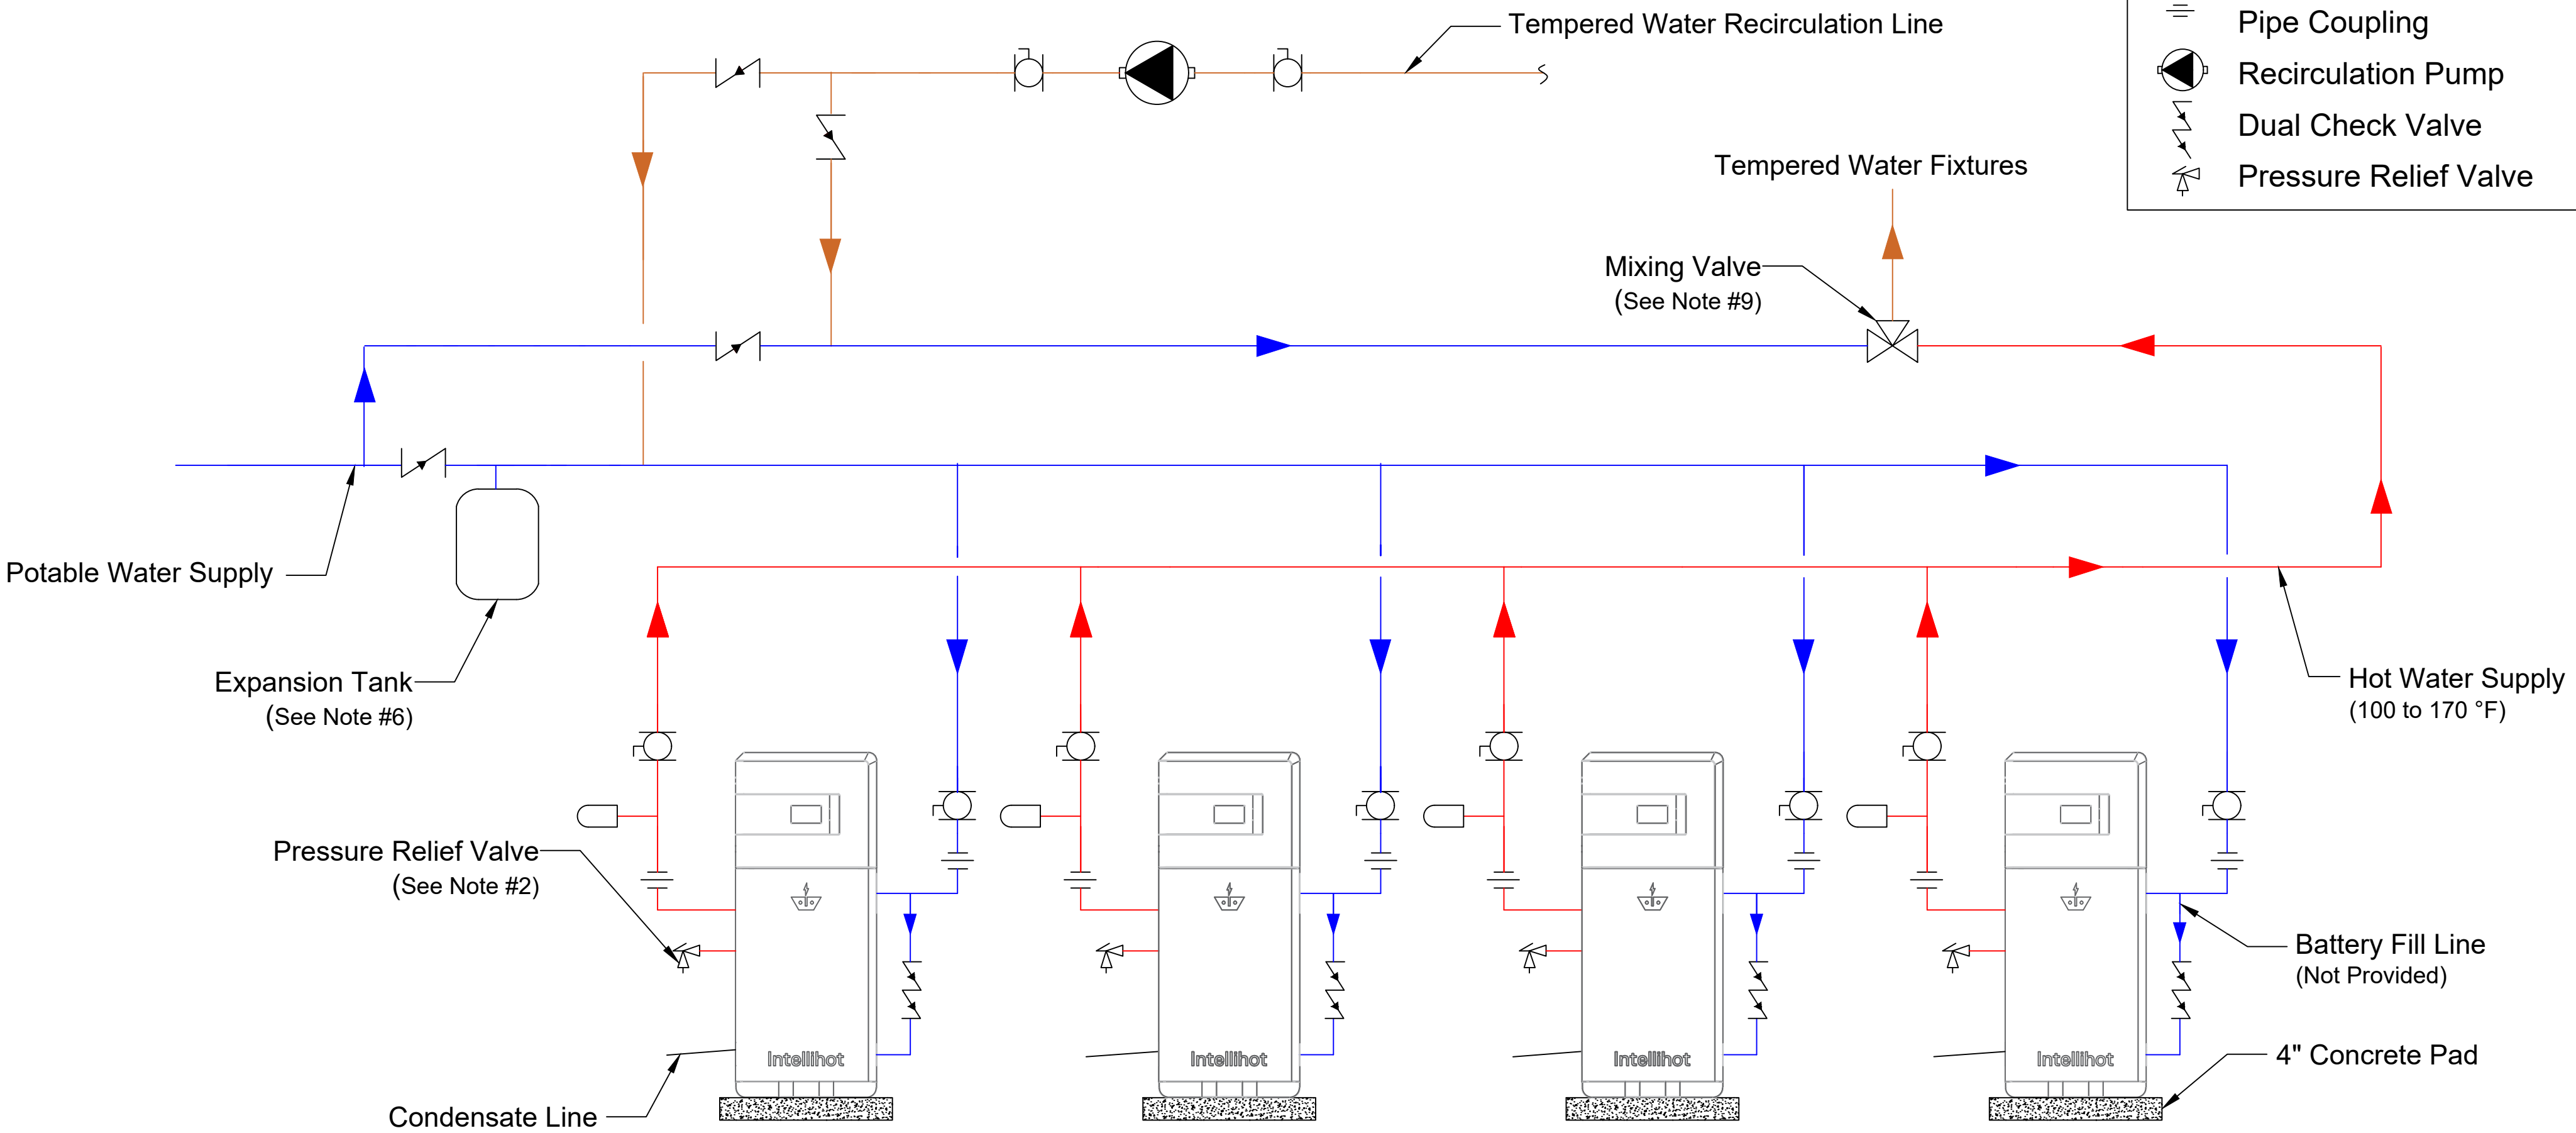 Tempered Water Recirculation Line
Pipe Coupling
Recirculation Pump
Dual Check Valve
Pressure Relief Valve
Tempered Water Fixtures
Mixing Valve
(See Note #9)
Potable Water Supply
Expansion Tank
(See Note #6)
Hot Water Supply
(100 to 170 °F)
Pressure Relief Valve
(See Note #2)
Battery Fill Line
(Not Provided)
Intellihot
Intellihot
Intellihot
Intellihot
4" Concrete Pad
Condensate Line